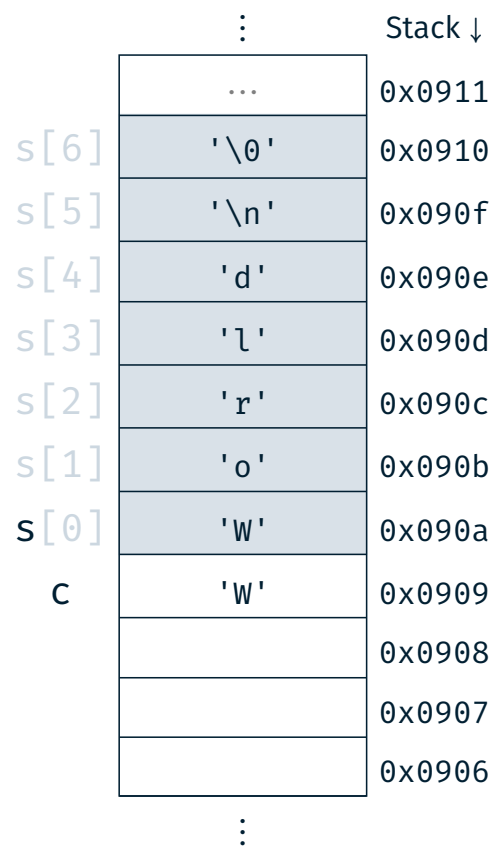 ⋮ Stack ↓
... 0x0911
s[6] '\0' 0x0910
s[5] '\n' 0x090f
s[4] 'd' 0x090e
s[3] 'l' 0x090d
s[2] 'r' 0x090c
s[1] 'o' 0x090b
s[0] 'W' 0x090a
c 'W' 0x0909
0x0908
0x0907
0x0906
⋮